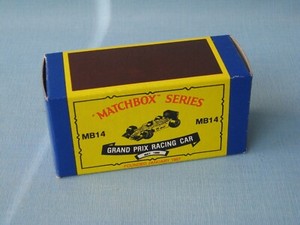 "MATCHBOX" SERIES
MB14
MB14
GRAND PRIX RACING CAR